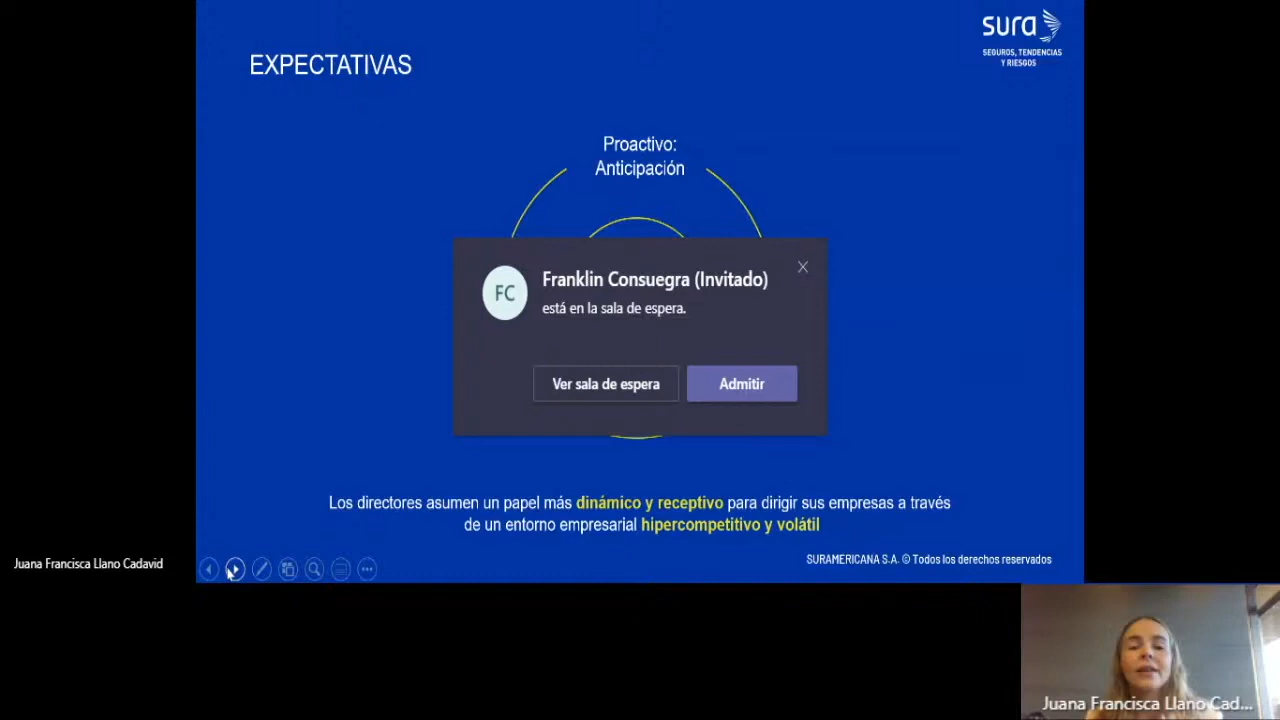 EXPECTATIVAS
sura
SEGUROS, TENDENCIAS
Y RIESGOS
Proactivo:
Anticipación
FC
Franklin Consuegra (Invitado)
está en la sala de espera.
Ver sala de espera
Admitir
Los directores asumen un papel más dinámico y receptivo para dirigir sus empresas a través
de un entorno empresarial hipercompetitivo y volátil
SURAMERICANA S.A. © Todos los derechos reservados
Juana Francisca Llano Cadavid
Juana Francisca Llano Cad...